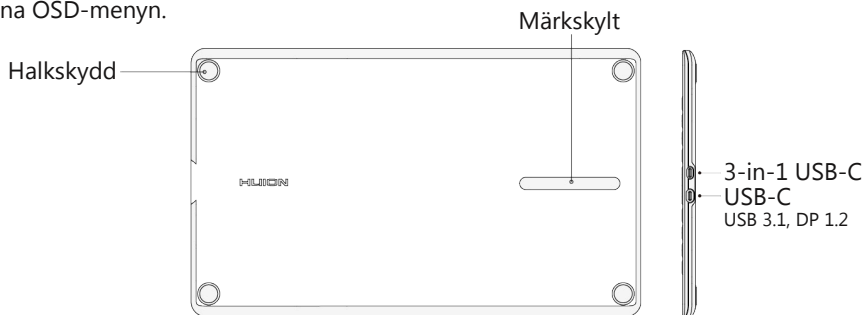 na OSD-menyn.
Märkskylt
Halkskydd
HUION
3-in-1 USB-C
USB-C
USB 3.1, DP 1.2